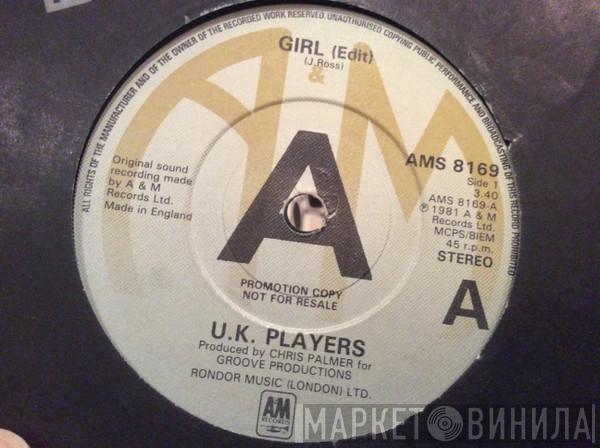 ALL RIGHTS OF THE MANUFACTURER AND OF THE OWNER OF THE RECORDED WORK RESERVED. UNAUTHORISED COPYING PUBLIC PERFORMANCE AND BROADCASTING OF THIS RECORD PROHIBITED
GIRL (Edit)
(J.Ross)
&
AM
A
Original sound
recording made
by A & M
Records Ltd.
Made in England
AMS 8169
Side 1
3.40
AMS 8169-A
℗ 1981 A & M
Records Ltd.
MCPS/BIEM
45 r.p.m.
STEREO
A
PROMOTION COPY
NOT FOR RESALE
U.K. PLAYERS
Produced by CHRIS PALMER for
GROOVE PRODUCTIONS
RONDOR MUSIC (LONDON) LTD.
A&M
RECORDS
МАРКЕТ ВИНИЛА